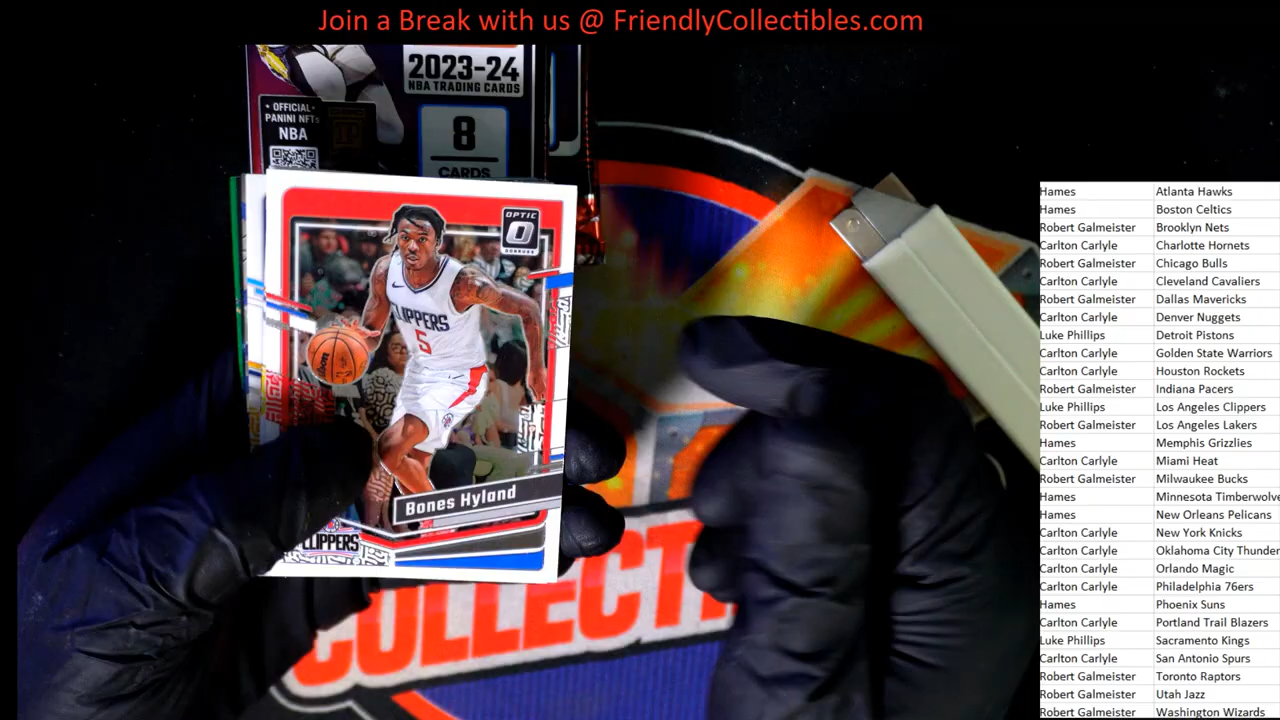 Join a Break with us @ FriendlyCollectibles.com
2023-24
NBA TRADING CARDS
• OFFICIAL •
PANINI NFTs
NBA
8
CARDS
OPTIC
DONRUSS
CLIPPERS
5
Bones Hyland
CLIPPERS
COLLECTI
Hames Atlanta Hawks
Hames Boston Celtics
Robert Galmeister Brooklyn Nets
Carlton Carlyle Charlotte Hornets
Robert Galmeister Chicago Bulls
Carlton Carlyle Cleveland Cavaliers
Robert Galmeister Dallas Mavericks
Carlton Carlyle Denver Nuggets
Luke Phillips Detroit Pistons
Carlton Carlyle Golden State Warriors
Carlton Carlyle Houston Rockets
Robert Galmeister Indiana Pacers
Luke Phillips Los Angeles Clippers
Robert Galmeister Los Angeles Lakers
Hames Memphis Grizzlies
Carlton Carlyle Miami Heat
Robert Galmeister Milwaukee Bucks
Hames Minnesota Timberwolve
Hames New Orleans Pelicans
Carlton Carlyle New York Knicks
Carlton Carlyle Oklahoma City Thunder
Carlton Carlyle Orlando Magic
Carlton Carlyle Philadelphia 76ers
Hames Phoenix Suns
Carlton Carlyle Portland Trail Blazers
Luke Phillips Sacramento Kings
Carlton Carlyle San Antonio Spurs
Robert Galmeister Toronto Raptors
Robert Galmeister Utah Jazz
Robert Galmeister Washington Wizards